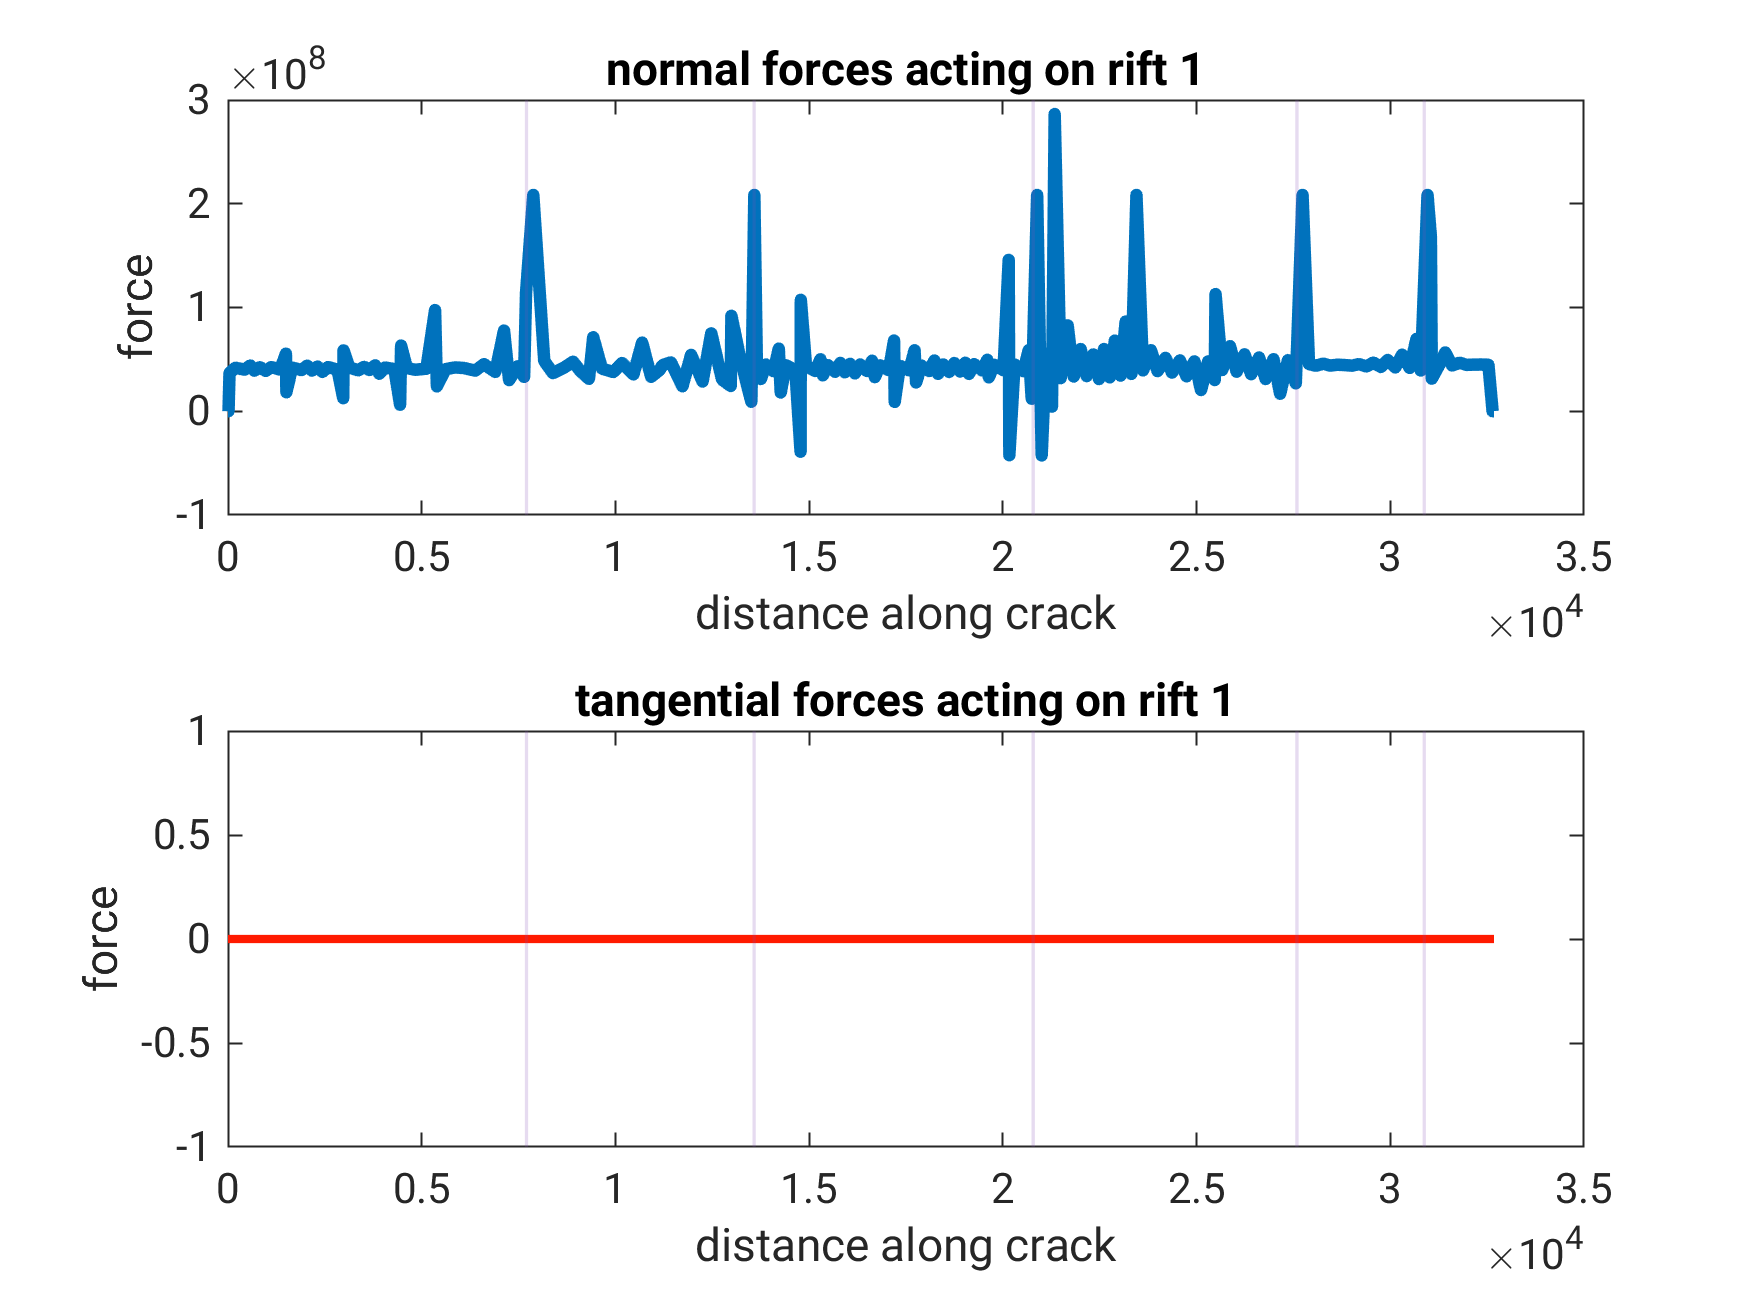 ×10^8
normal forces acting on rift 1
3
2
1
0
-1
force
0 0.5 1 1.5 2 2.5 3 3.5
distance along crack
×10^4
tangential forces acting on rift 1
1
0.5
0
-0.5
-1
force
0 0.5 1 1.5 2 2.5 3 3.5
distance along crack
×10^4